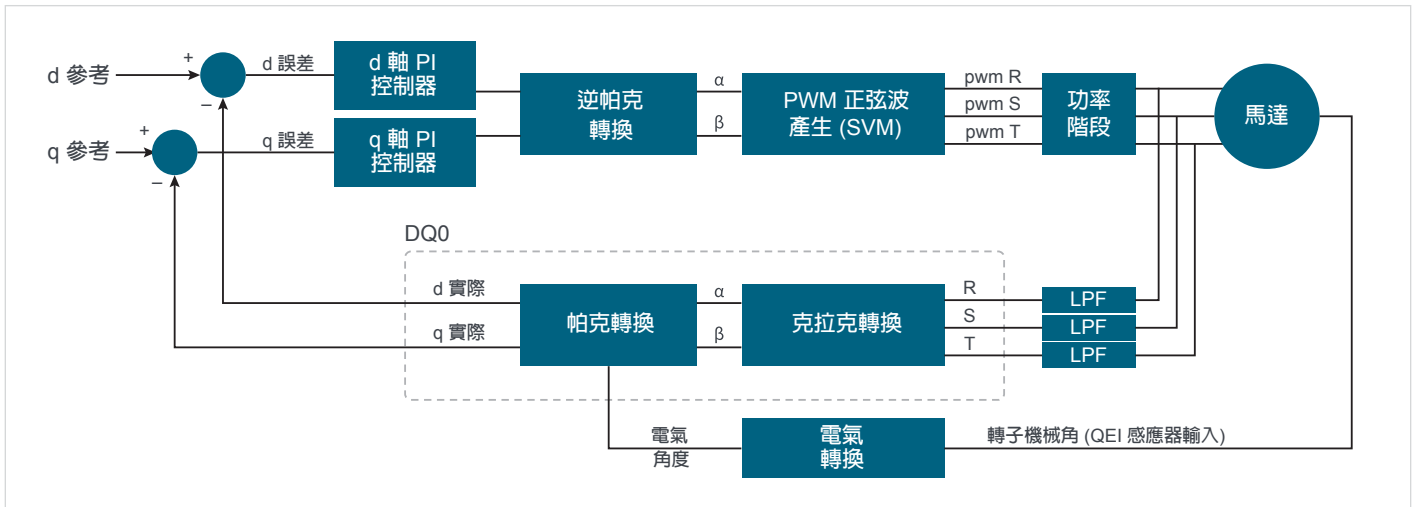 +
d 參考
d 誤差
−
d 軸 PI
控制器
+
q 參考
q 誤差
−
q 軸 PI
控制器
逆帕克
轉換
α
β
PWM 正弦波
產生 (SVM)
pwm R
pwm S
pwm T
功率
階段
馬達
DQ0
d 實際
q 實際
帕克轉換
α
β
克拉克轉換
R
S
T
LPF
LPF
LPF
電氣
角度
電氣
轉換
轉子機械角 (QEI 感應器輸入)